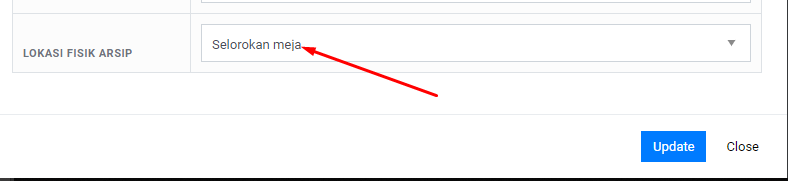 LOKASI FISIK ARSIP
Selorokan meja
Update
Close